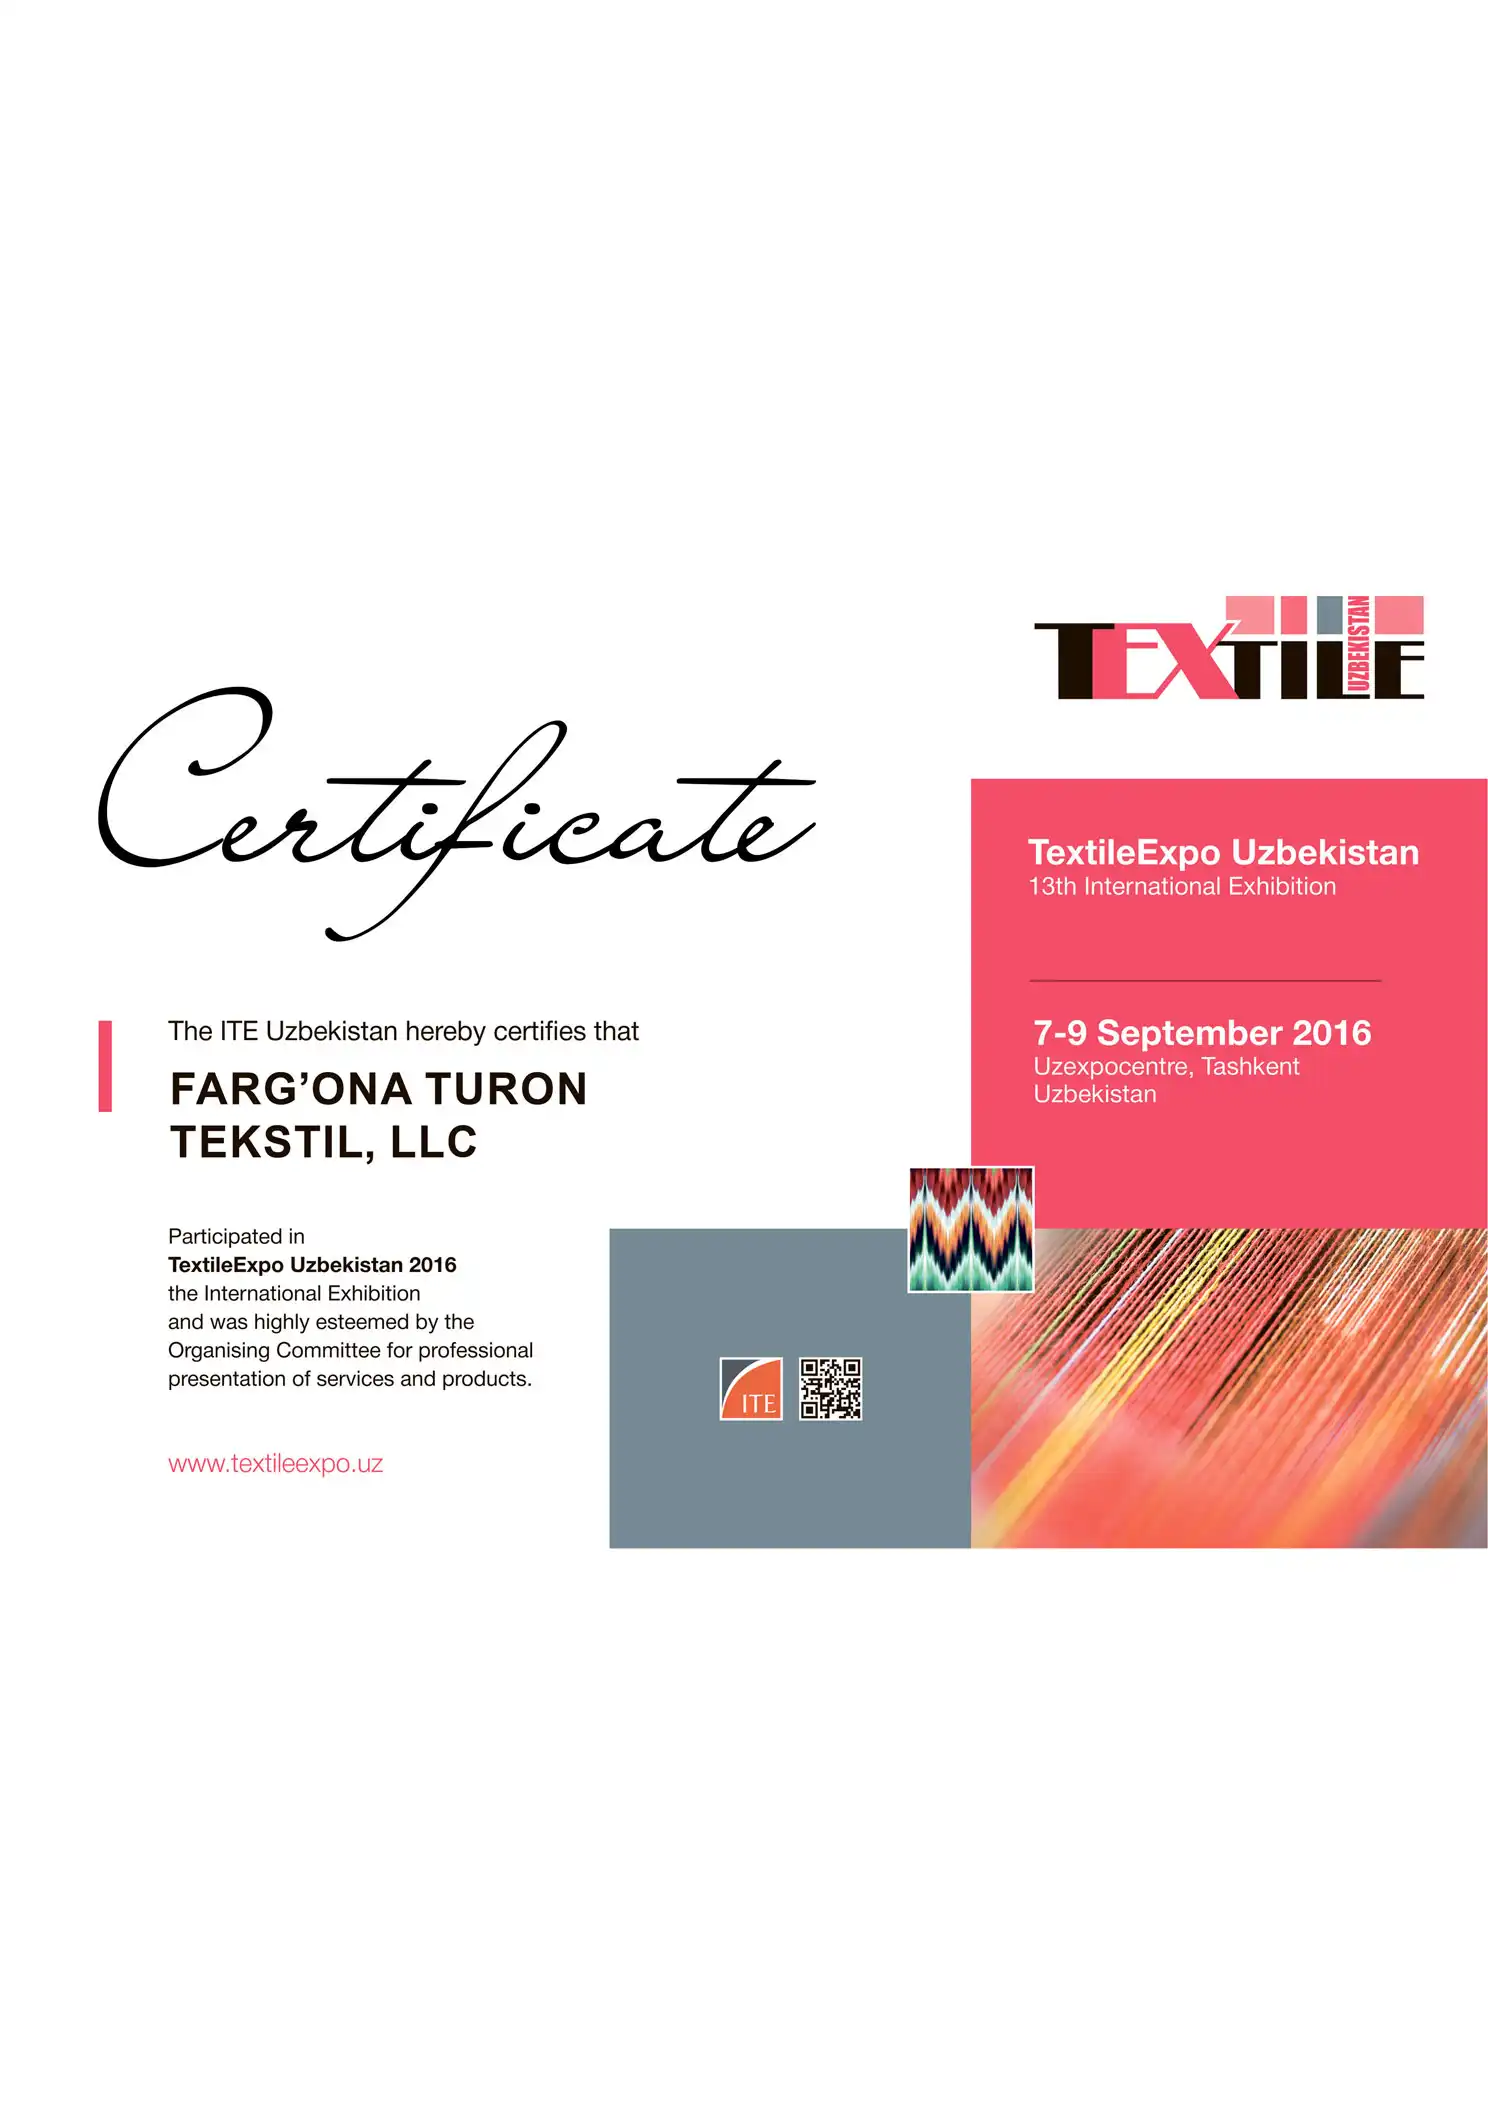 TEXTILE
UZBEKISTAN
Certificate
TextileExpo Uzbekistan
13th International Exhibition
7-9 September 2016
Uzexpocentre, Tashkent
Uzbekistan
The ITE Uzbekistan hereby certifies that
FARG’ONA TURON
TEKSTIL, LLC
Participated in
TextileExpo Uzbekistan 2016
the International Exhibition
and was highly esteemed by the
Organising Committee for professional
presentation of services and products.
www.textileexpo.uz
ITE